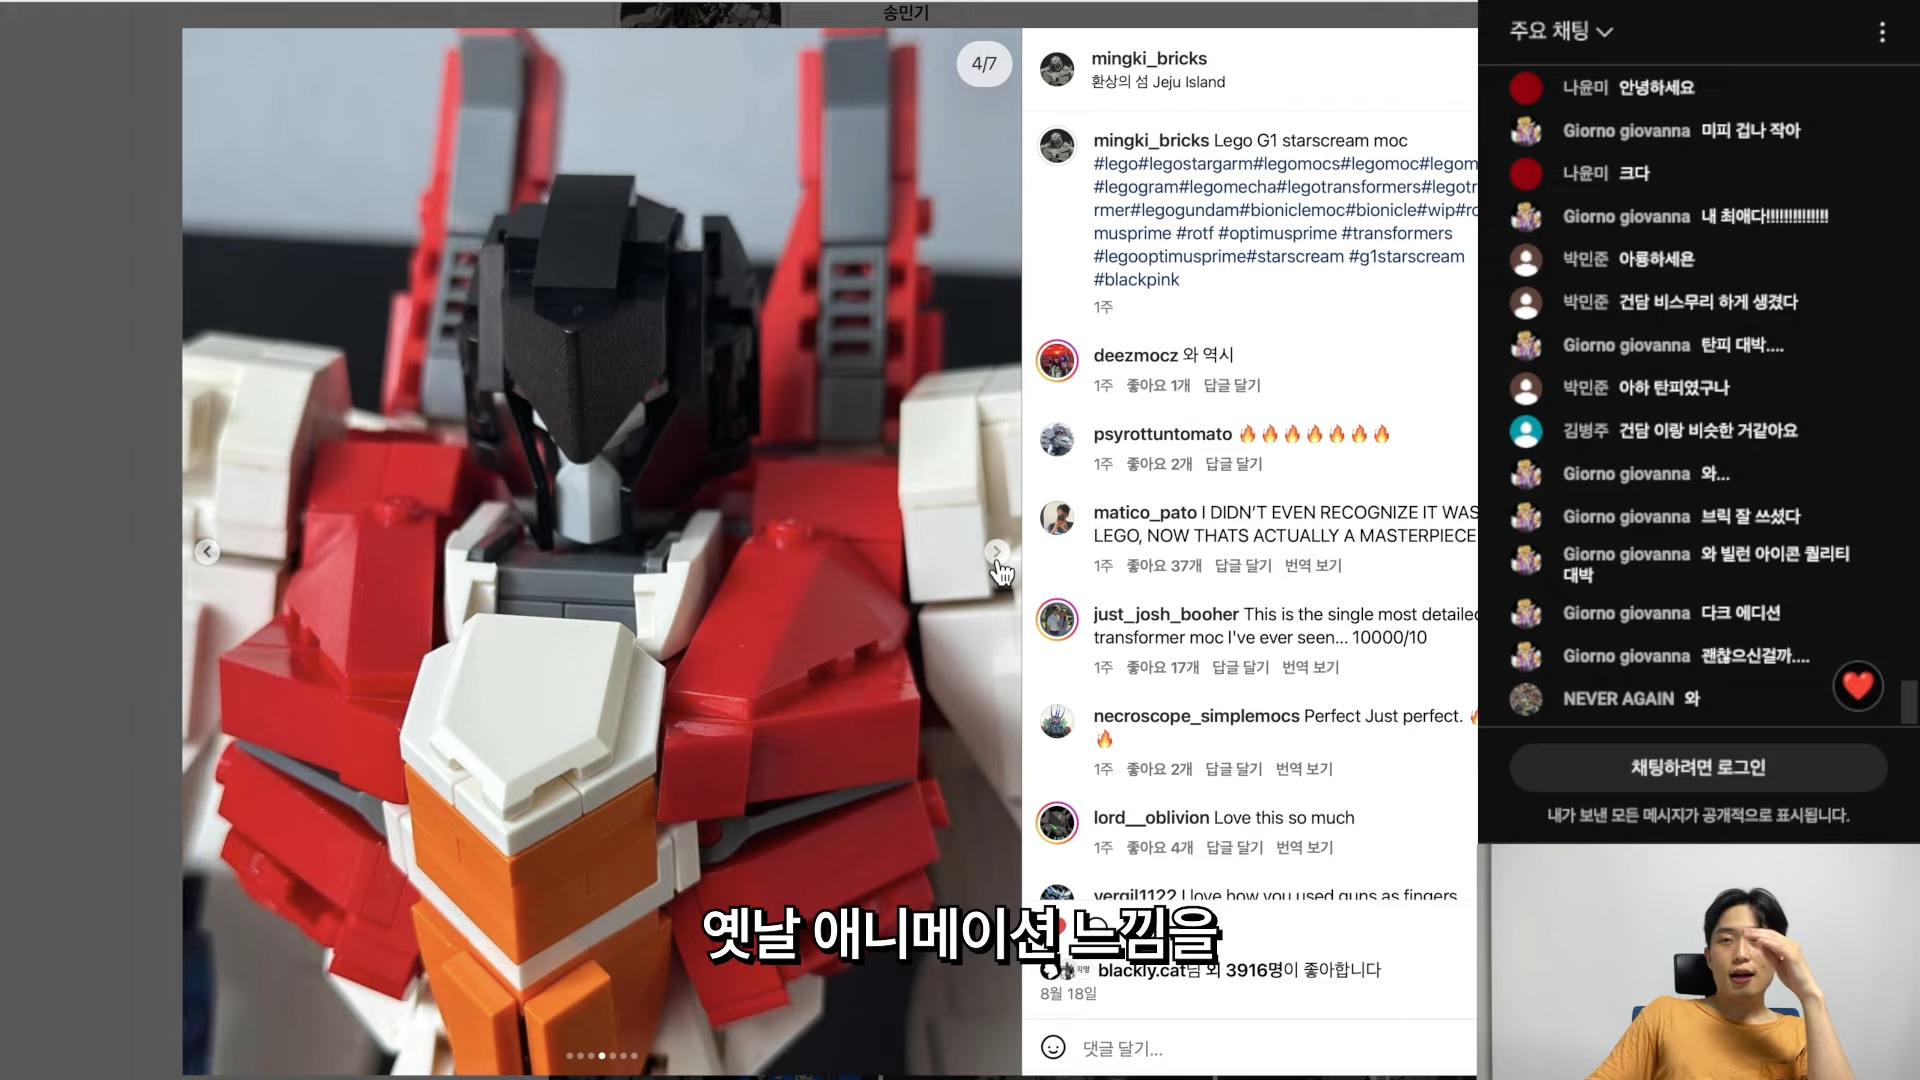 송민기
4/7
mingki_bricks
환상의 섬 Jeju Island
mingki_bricks Lego G1 starscream moc
#lego#legostargarm#legomocs#legomoc#legom
#legogram#legomecha#legotransformers#legotr
rmer#legogundam#bioniclemoc#bionicle#wip#ro
musprime #rotf #optimusprime #transformers
#legooptimusprime#starscream #g1starscream
#blackpink
1주
deezmocz 와 역시
1주 좋아요 1개 답글 달기
psyrottuntomato 🔥🔥🔥🔥🔥🔥🔥
1주 좋아요 2개 답글 달기
matico_pato I DIDN'T EVEN RECOGNIZE IT WAS
LEGO, NOW THATS ACTUALLY A MASTERPIECE
1주 좋아요 37개 답글 달기 번역 보기
just_josh_booher This is the single most detailed
transformer moc I've ever seen... 10000/10
1주 좋아요 17개 답글 달기 번역 보기
necroscope_simplemocs Perfect Just perfect. 🔥
🔥
1주 좋아요 2개 답글 달기 번역 보기
lord__oblivion Love this so much
1주 좋아요 4개 답글 달기 번역 보기
vergil1122 I love how you used guns as fingers
blackly.cat님 외 3916명이 좋아합니다
8월 18일
댓글 달기...
옛날 애니메이션 느낌을
주요 채팅
나윤미 안녕하세요
Giorno giovanna 미피 겁나 작아
나윤미 크다
Giorno giovanna 내 최애다!!!!!!!!!!!!!!
박민준 아룡하세욘
박민준 건담 비스무리 하게 생겼다
Giorno giovanna 탄피 대박....
박민준 아하 탄피였구나
김병주 건담 이랑 비슷한 거같아요
Giorno giovanna 와...
Giorno giovanna 브릭 잘 쓰셨다
Giorno giovanna 와 빌런 아이콘 퀄리티
대박
Giorno giovanna 다크 에디션
Giorno giovanna 괜찮으신걸까....
NEVER AGAIN 와
채팅하려면 로그인
내가 보낸 모든 메시지가 공개적으로 표시됩니다.